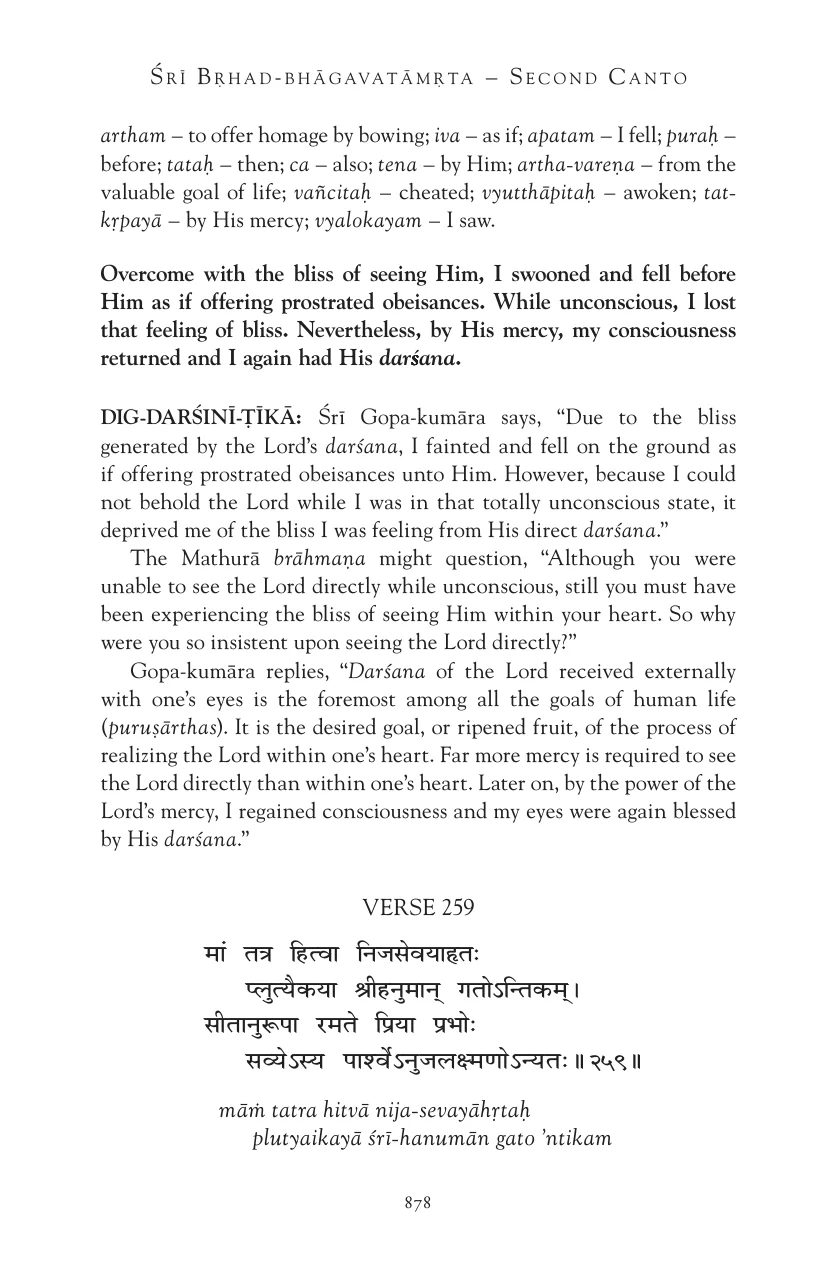 ŚRĪ BṚHAD-BHĀGAVATĀMṚTA – SECOND CANTO
artham – to offer homage by bowing; iva – as if; apatam – I fell; puraḥ –
before; tataḥ – then; ca – also; tena – by Him; artha-vareṇa – from the
valuable goal of life; vañcitaḥ – cheated; vyutthāpitaḥ – awoken; tat-
kṛpayā – by His mercy; vyalokayam – I saw.
Overcome with the bliss of seeing Him, I swooned and fell before
Him as if offering prostrated obeisances. While unconscious, I lost
that feeling of bliss. Nevertheless, by His mercy, my consciousness
returned and I again had His darśana.
DIG-DARŚINĪ-ṬĪKĀ: Śrī Gopa-kumāra says, “Due to the bliss
generated by the Lord’s darśana, I fainted and fell on the ground as
if offering prostrated obeisances unto Him. However, because I could
not behold the Lord while I was in that totally unconscious state, it
deprived me of the bliss I was feeling from His direct darśana.”
The Mathurā brāhmaṇa might question, “Although you were
unable to see the Lord directly while unconscious, still you must have
been experiencing the bliss of seeing Him within your heart. So why
were you so insistent upon seeing the Lord directly?”
Gopa-kumāra replies, “Darśana of the Lord received externally
with one’s eyes is the foremost among all the goals of human life
(puruṣārthas). It is the desired goal, or ripened fruit, of the process of
realizing the Lord within one’s heart. Far more mercy is required to see
the Lord directly than within one’s heart. Later on, by the power of the
Lord’s mercy, I regained consciousness and my eyes were again blessed
by His darśana.”
VERSE 259
मां तत्र हित्वा निजसेवयाहृतः
प्लुत्यैकया श्रीहनुमान् गतोऽन्तिकम्।
सीतानुरूपा रमते प्रिया प्रभोः
सव्येऽस्य पार्श्वेऽनुजलक्ष्मणोऽन्यतः॥२५९॥
māṁ tatra hitvā nija-sevayāhṛtaḥ
plutyaikayā śrī-hanumān gato ’ntikam
878